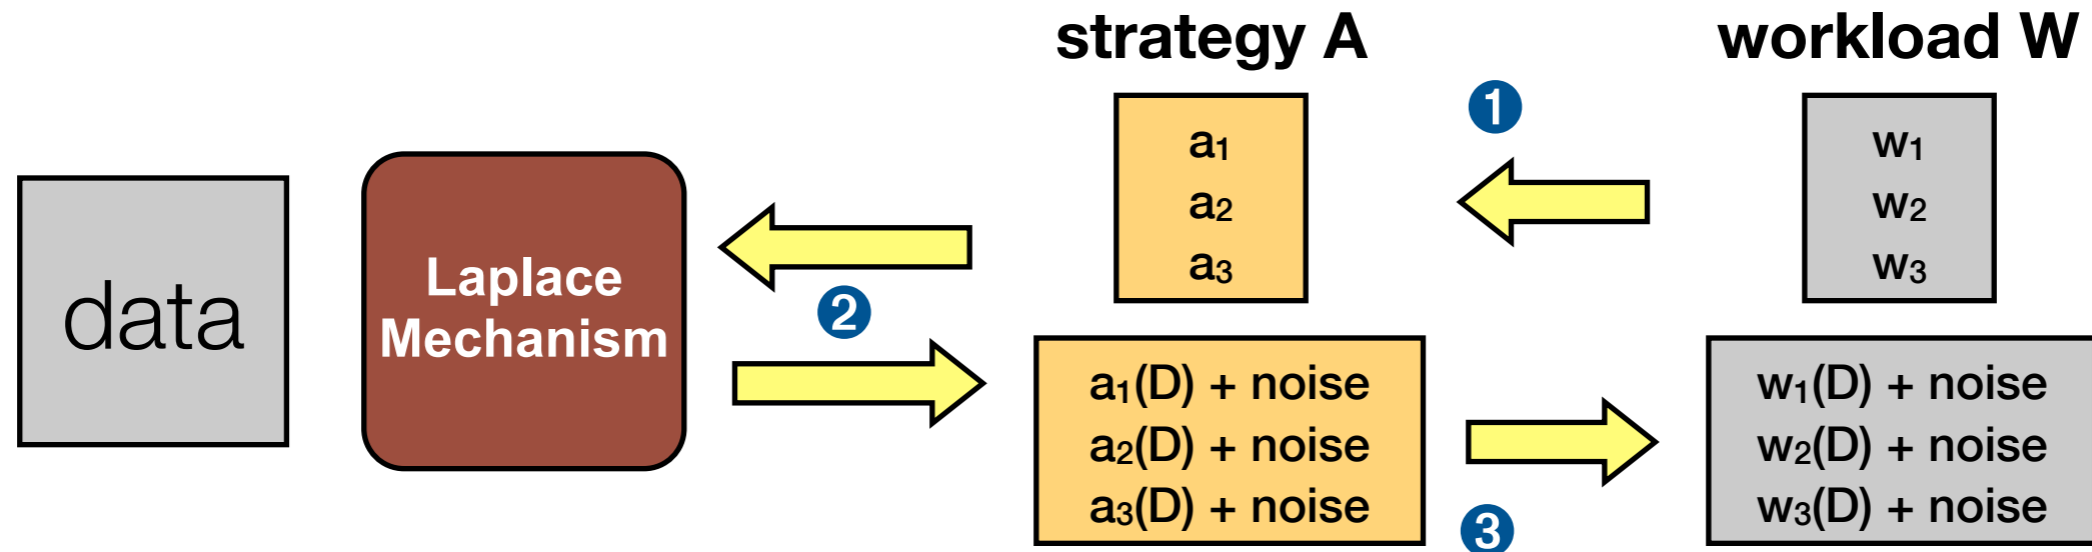 strategy A
workload W
1
a₁
a₂
a₃
w₁
w₂
w₃
data
Laplace
Mechanism
2
a₁(D) + noise
a₂(D) + noise
a₃(D) + noise
w₁(D) + noise
w₂(D) + noise
w₃(D) + noise
3